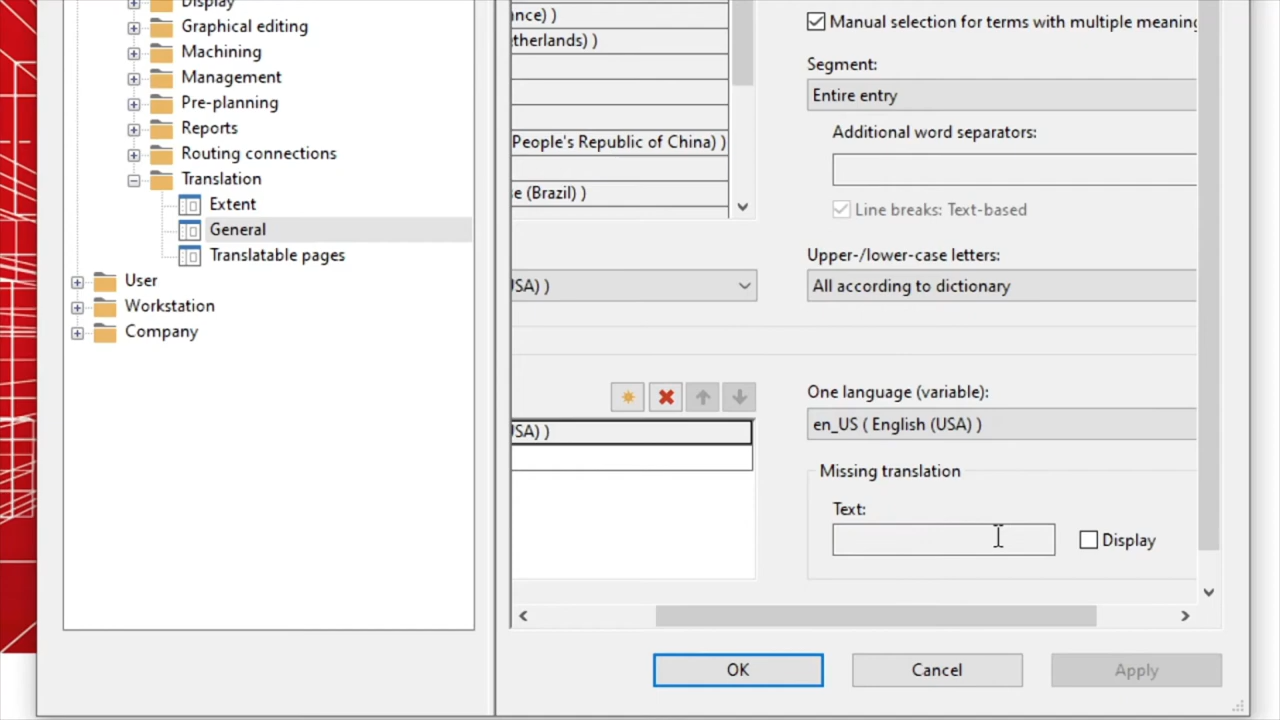 Display
Graphical editing
Machining
Management
Pre-planning
Reports
Routing connections
Translation
Extent
General
Translatable pages
User
Workstation
Company
nce) )
therlands) )
People's Republic of China) )
e (Brazil) )
SA) )
SA) )
Manual selection for terms with multiple meaning
Segment:
Entire entry
Additional word separators:
Line breaks: Text-based
Upper-/lower-case letters:
All according to dictionary
One language (variable):
en_US ( English (USA) )
Missing translation
Text:
Display
OK
Cancel
Apply